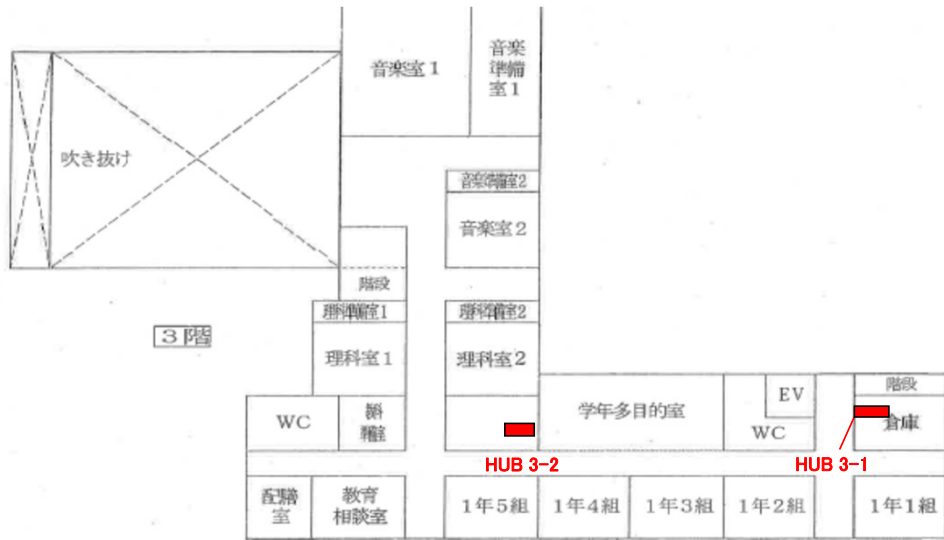 音楽室1
音楽
準備
室1
吹き抜け
音楽準備室2
音楽室2
階段
理科準備室1
理科準備室2
3階
理科室1
理科室2
WC
学年多目的室
EV
WC
階段
倉庫
HUB 3-2
HUB 3-1
配膳
室
教育
相談室
1年5組
1年4組
1年3組
1年2組
1年1組